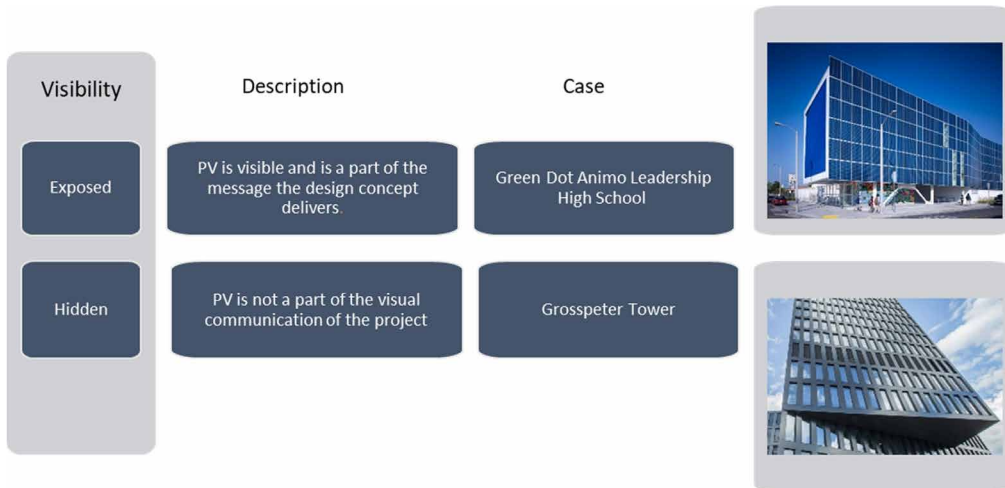 Visibility
Description
Case
Exposed
PV is visible and is a part of the
message the design concept
delivers.
Green Dot Animo Leadership
High School
Hidden
PV is not a part of the visual
communication of the project
Grosspeter Tower